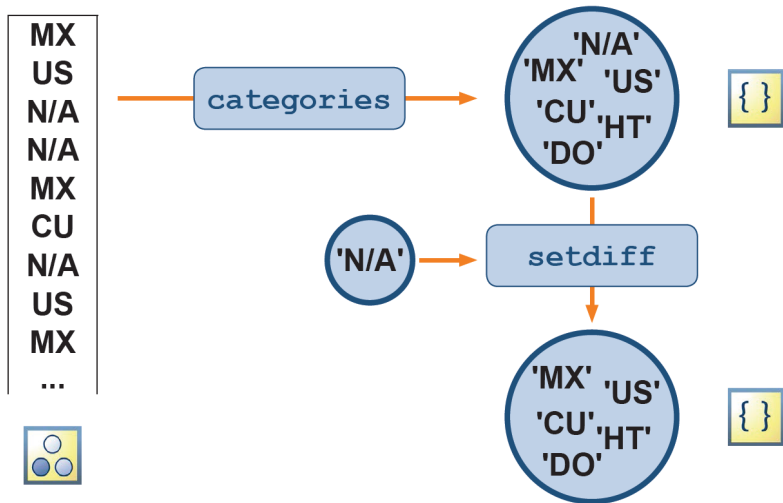 MX
US
N/A
N/A
MX
CU
N/A
US
MX
...
categories
'N/A'
'MX' 'US'
'CU' 'HT'
'DO'
{ }
'N/A'
setdiff
'MX' 'US'
'CU' 'HT'
'DO'
{ }